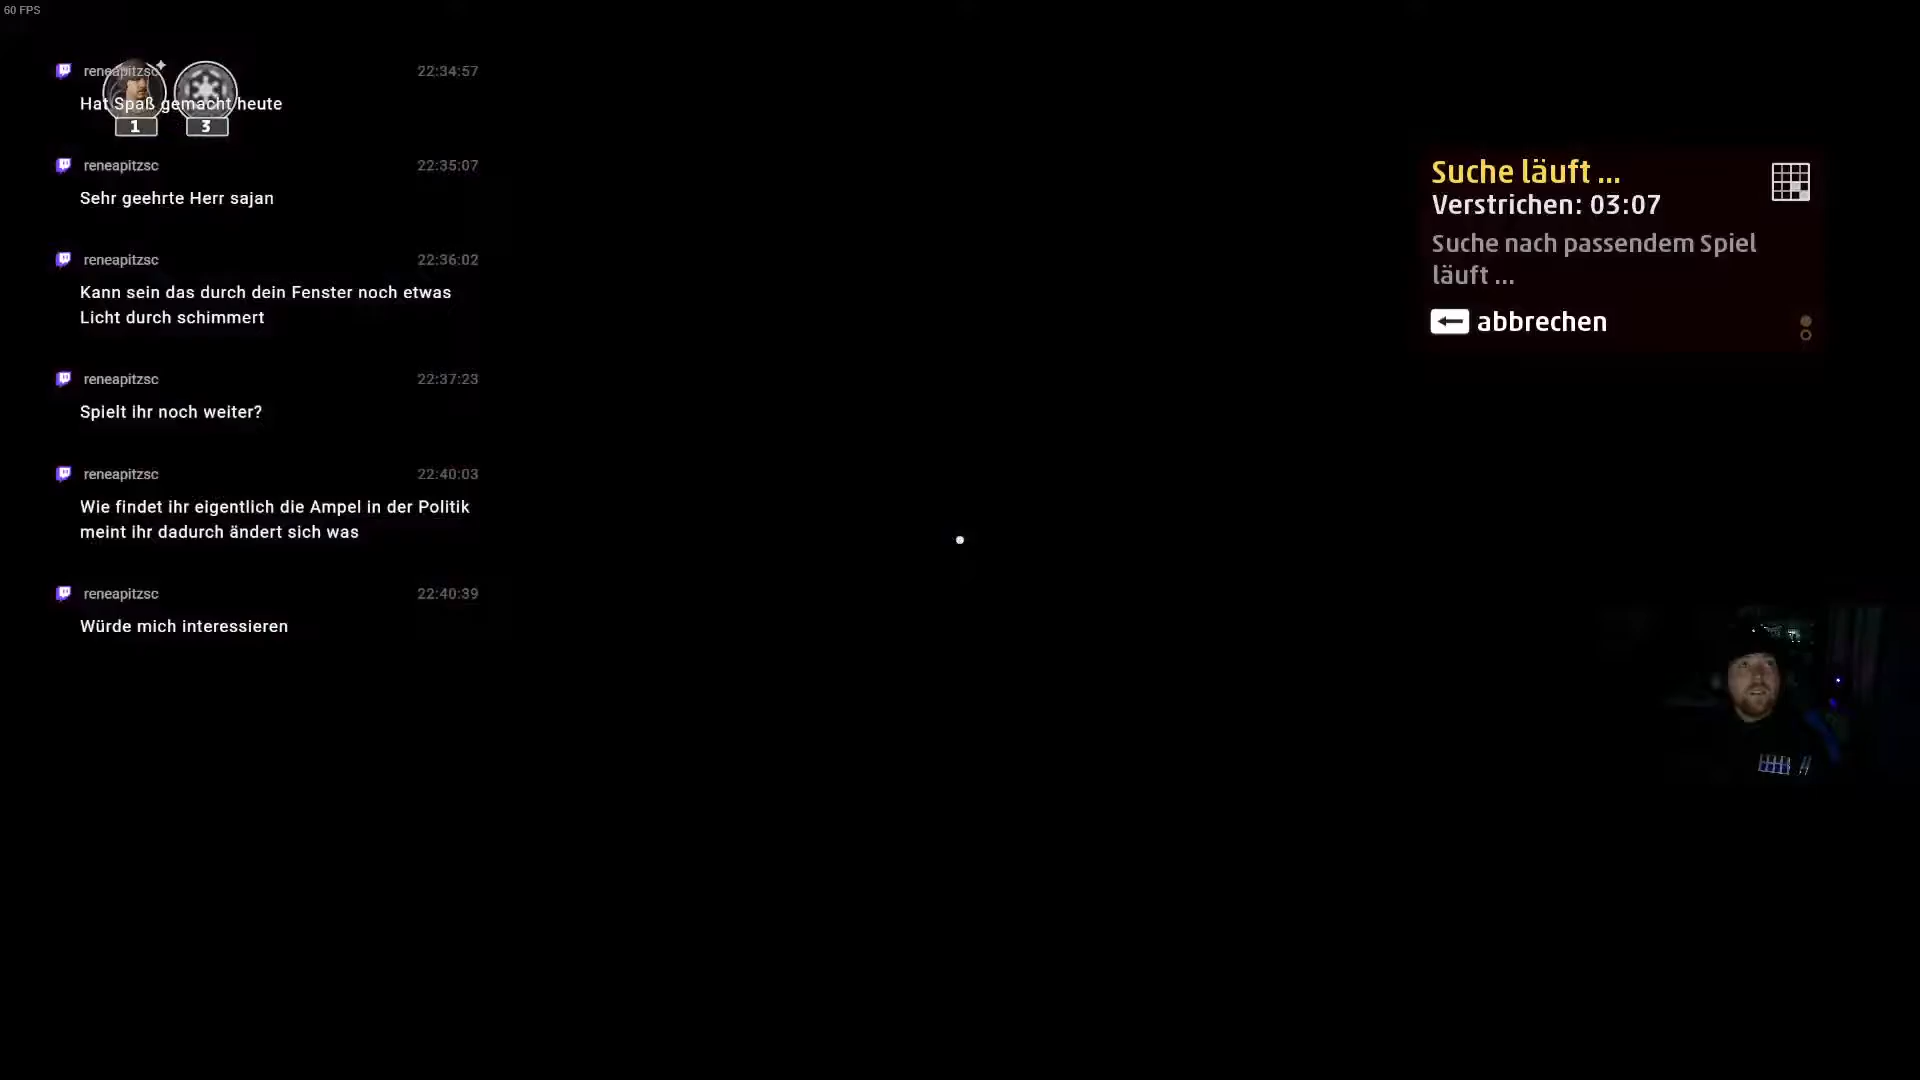 60 FPS
reneapitzsc 22:34:57
Hat Spaß gemacht heute
1 3
reneapitzsc 22:35:07
Sehr geehrte Herr sajan
reneapitzsc 22:36:02
Kann sein das durch dein Fenster noch etwas
Licht durch schimmert
reneapitzsc 22:37:23
Spielt ihr noch weiter?
reneapitzsc 22:40:03
Wie findet ihr eigentlich die Ampel in der Politik
meint ihr dadurch ändert sich was
reneapitzsc 22:40:39
Würde mich interessieren
Suche läuft ...
Verstrichen: 03:07
Suche nach passendem Spiel
läuft ...
abbrechen